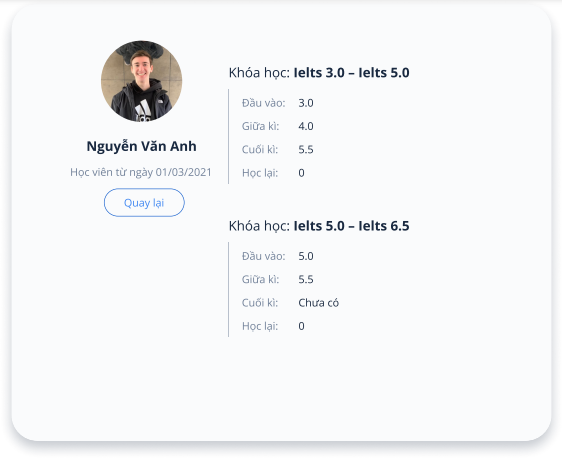 Nguyễn Văn Anh
Học viên từ ngày 01/03/2021
Quay lại
Khóa học: Ielts 3.0 – Ielts 5.0
Đầu vào: 3.0
Giữa kì: 4.0
Cuối kì: 5.5
Học lại: 0
Khóa học: Ielts 5.0 – Ielts 6.5
Đầu vào: 5.0
Giữa kì: 5.5
Cuối kì: Chưa có
Học lại: 0